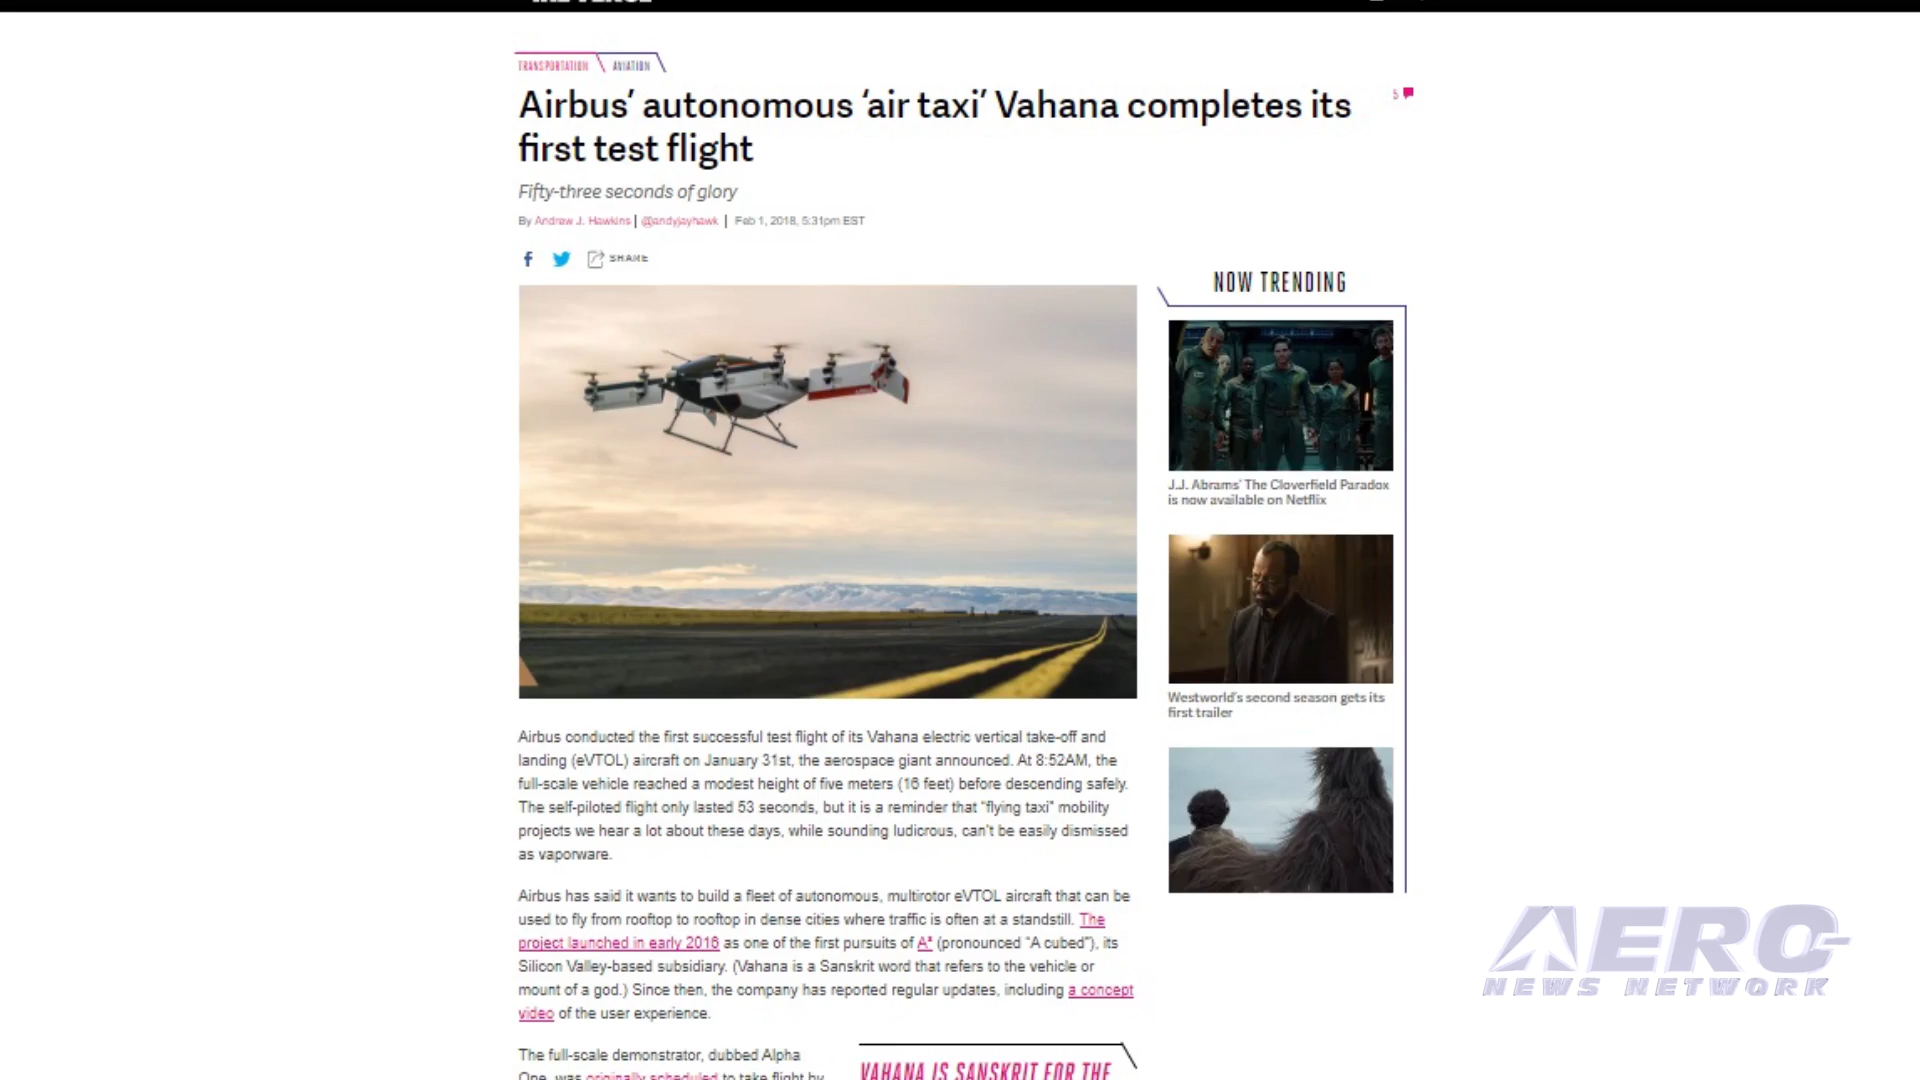 TRANSPORTATION
AVIATION
Airbus’ autonomous ‘air taxi’ Vahana completes its
first test flight
5
Fifty-three seconds of glory
By Andrew J. Hawkins | @andyjayhawk | Feb 1, 2018, 5:31pm EST
SHARE
NOW TRENDING
J.J. Abrams’ The Cloverfield Paradox
is now available on Netflix
Westworld’s second season gets its
first trailer
Airbus conducted the first successful test flight of its Vahana electric vertical take-off and
landing (eVTOL) aircraft on January 31st, the aerospace giant announced. At 8:52AM, the
full-scale vehicle reached a modest height of five meters (16 feet) before descending safely.
The self-piloted flight only lasted 53 seconds, but it is a reminder that “flying taxi” mobility
projects we hear a lot about these days, while sounding ludicrous, can’t be easily dismissed
as vaporware.
Airbus has said it wants to build a fleet of autonomous, multirotor eVTOL aircraft that can be
used to fly from rooftop to rooftop in dense cities where traffic is often at a standstill. The
project launched in early 2016 as one of the first pursuits of A³ (pronounced “A cubed”), its
Silicon Valley-based subsidiary. (Vahana is a Sanskrit word that refers to the vehicle or
mount of a god.) Since then, the company has reported regular updates, including a concept
video of the user experience.
The full-scale demonstrator, dubbed Alpha
One, was originally scheduled to take flight by
VAHANA IS SANSKRIT FOR THE
AERO
NEWS NETWORK